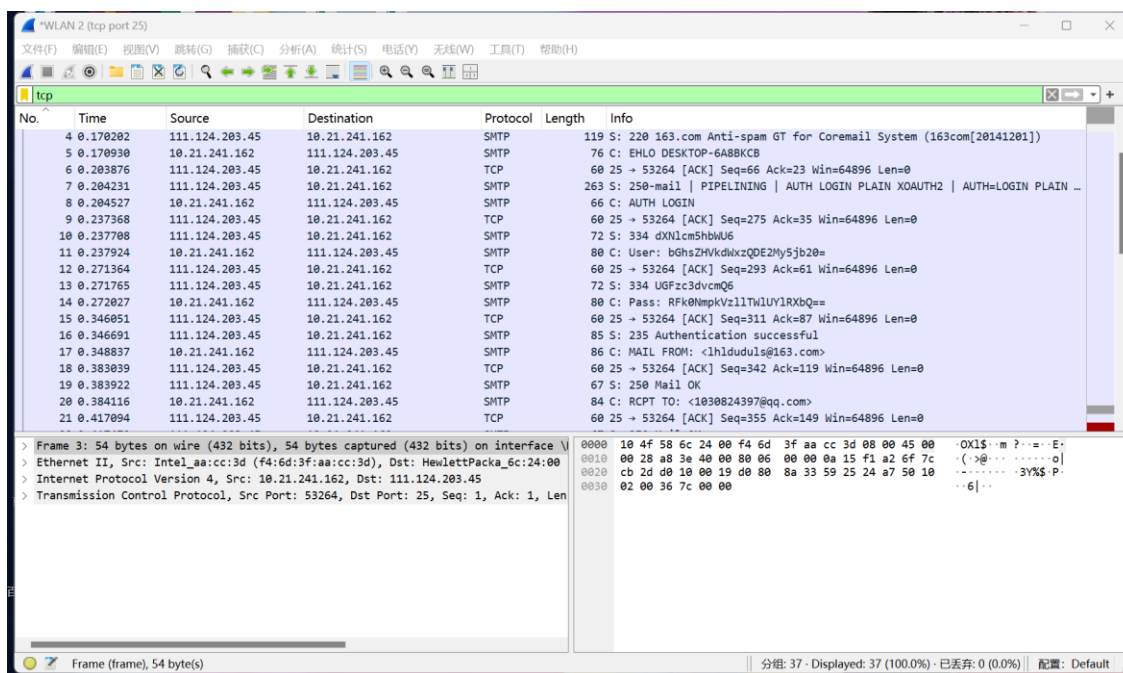 *WLAN 2 (tcp port 25)
文件(F) 编辑(E) 视图(V) 跳转(G) 捕获(C) 分析(A) 统计(S) 电话(Y) 无线(W) 工具(T) 帮助(H)
tcp
No. Time Source Destination Protocol Length Info
4 0.170202 111.124.203.45 10.21.241.162 SMTP 119 S: 220 163.com Anti-spam GT for Coremail System (163com[20141201])
5 0.170930 10.21.241.162 111.124.203.45 SMTP 76 C: EHLO DESKTOP-6A8BKCB
6 0.203876 111.124.203.45 10.21.241.162 TCP 60 25 → 53264 [ACK] Seq=66 Ack=23 Win=64896 Len=0
7 0.204231 111.124.203.45 10.21.241.162 SMTP 263 S: 250-mail | PIPELINING | AUTH LOGIN PLAIN XOAUTH2 | AUTH=LOGIN PLAIN …
8 0.204527 10.21.241.162 111.124.203.45 SMTP 66 C: AUTH LOGIN
9 0.237368 111.124.203.45 10.21.241.162 TCP 60 25 → 53264 [ACK] Seq=275 Ack=35 Win=64896 Len=0
10 0.237708 111.124.203.45 10.21.241.162 SMTP 72 S: 334 dXNlcm5hbWU6
11 0.237924 10.21.241.162 111.124.203.45 SMTP 80 C: User: bGhsZHVkdWxzQDE2My5jb20=
12 0.271364 111.124.203.45 10.21.241.162 TCP 60 25 → 53264 [ACK] Seq=293 Ack=61 Win=64896 Len=0
13 0.271765 111.124.203.45 10.21.241.162 SMTP 72 S: 334 UGFzc3dvcmQ6
14 0.272027 10.21.241.162 111.124.203.45 SMTP 80 C: Pass: RFk0NmpkVzllTWlUYlRXbQ==
15 0.346051 111.124.203.45 10.21.241.162 TCP 60 25 → 53264 [ACK] Seq=311 Ack=87 Win=64896 Len=0
16 0.346691 111.124.203.45 10.21.241.162 SMTP 85 S: 235 Authentication successful
17 0.348837 10.21.241.162 111.124.203.45 SMTP 86 C: MAIL FROM: <lhlduduls@163.com>
18 0.383039 111.124.203.45 10.21.241.162 TCP 60 25 → 53264 [ACK] Seq=342 Ack=119 Win=64896 Len=0
19 0.383922 111.124.203.45 10.21.241.162 SMTP 67 S: 250 Mail OK
20 0.384116 10.21.241.162 111.124.203.45 SMTP 84 C: RCPT TO: <1030824397@qq.com>
21 0.417094 111.124.203.45 10.21.241.162 TCP 60 25 → 53264 [ACK] Seq=355 Ack=149 Win=64896 Len=0
Frame 3: 54 bytes on wire (432 bits), 54 bytes captured (432 bits) on interface \
Ethernet II, Src: Intel_aa:cc:3d (f4:6d:3f:aa:cc:3d), Dst: HewlettPacka_6c:24:00
Internet Protocol Version 4, Src: 10.21.241.162, Dst: 111.124.203.45
Transmission Control Protocol, Src Port: 53264, Dst Port: 25, Seq: 1, Ack: 1, Len
0000 10 4f 58 6c 24 00 f4 6d 3f aa cc 3d 08 00 45 00 ·OXl$··m ?··=··E·
0010 00 28 a8 3e 40 00 80 06 00 00 0a 15 f1 a2 6f 7c ·(·>@··· ······o|
0020 cb 2d d0 10 00 19 d0 80 8a 33 59 25 24 a7 50 10 ·-······ ·3Y%$·P·
0030 02 00 36 7c 00 00 ··6|··
Frame (frame), 54 byte(s)
分组: 37 · Displayed: 37 (100.0%) · 已丢弃: 0 (0.0%)
配置: Default